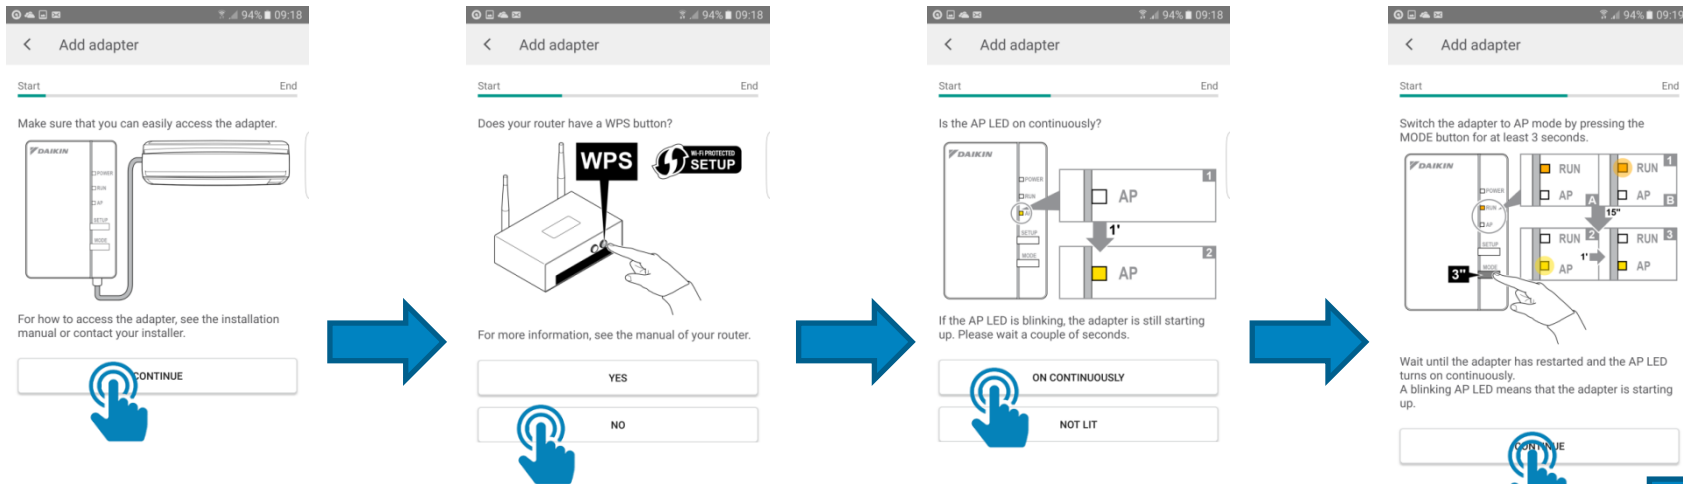 94% 09:18
Add adapter
Start End
Make sure that you can easily access the adapter.
DAIKIN
POWER
RUN
AP
SETUP
MODE
For how to access the adapter, see the installation
manual or contact your installer.
CONTINUE
94% 09:18
Add adapter
Start End
Does your router have a WPS button?
WPS
Wi-Fi PROTECTED
SETUP
For more information, see the manual of your router.
YES
NO
94% 09:18
Add adapter
Start End
Is the AP LED on continuously?
DAIKIN
POWER
RUN
AP
SETUP
MODE
1
AP
1'
2
AP
If the AP LED is blinking, the adapter is still starting
up. Please wait a couple of seconds.
ON CONTINUOUSLY
NOT LIT
94% 09:19
Add adapter
Start End
Switch the adapter to AP mode by pressing the
MODE button for at least 3 seconds.
DAIKIN
POWER
RUN
AP
SETUP
MODE
3"
RUN RUN 1
AP A AP B
15"
RUN 2 RUN 3
1'
AP AP
Wait until the adapter has restarted and the AP LED
turns on continuously.
A blinking AP LED means that the adapter is starting
up.
CONTINUE